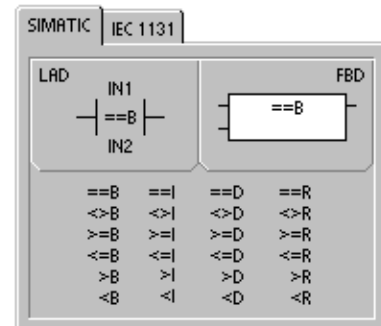 SIMATIC IEC 1131
LAD
IN1
==B
IN2
FBD
==B
==B ==I ==D ==R
<>B <>I <>D <>R
>=B >=I >=D >=R
<=B <=I <=D <=R
>B >I >D >R
<B <I <D <R